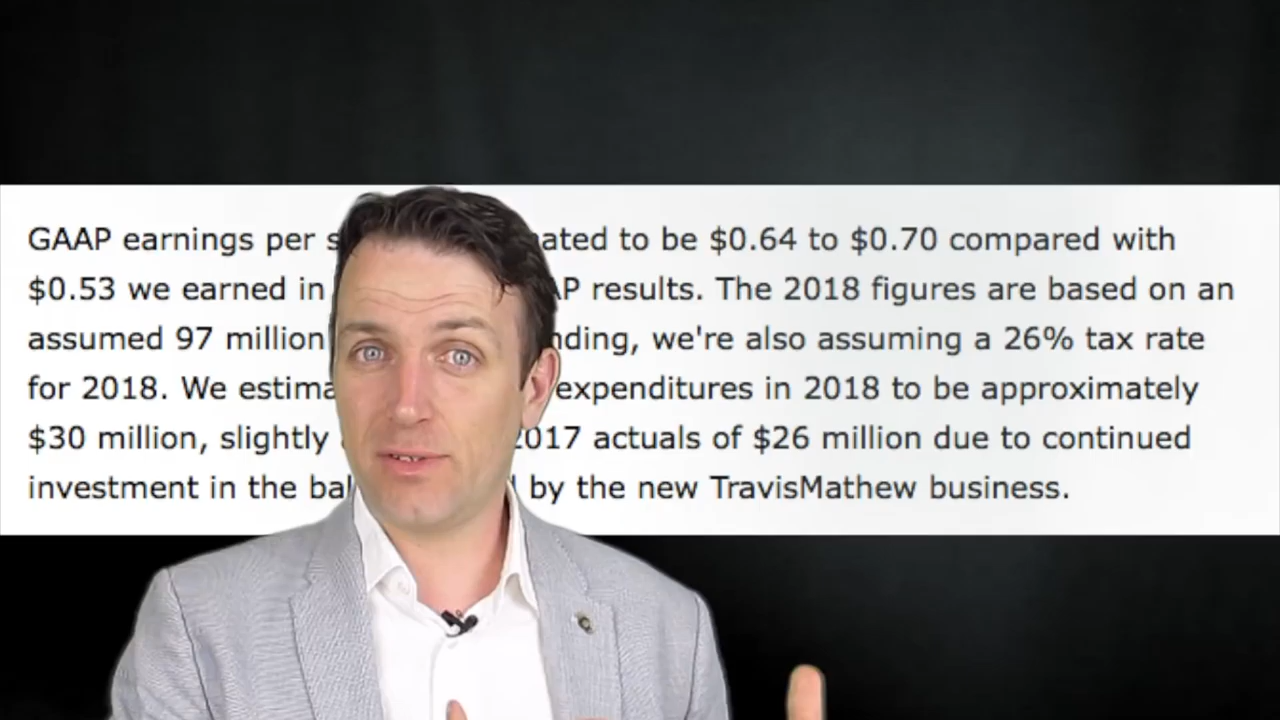 GAAP earnings per ated to be $0.64 to $0.70 compared with
$0.53 we earned in AP results. The 2018 figures are based on an
assumed 97 million nding, we're also assuming a 26% tax rate
for 2018. We estima expenditures in 2018 to be approximately
$30 million, slightly 2017 actuals of $26 million due to continued
investment in the bal by the new TravisMathew business.